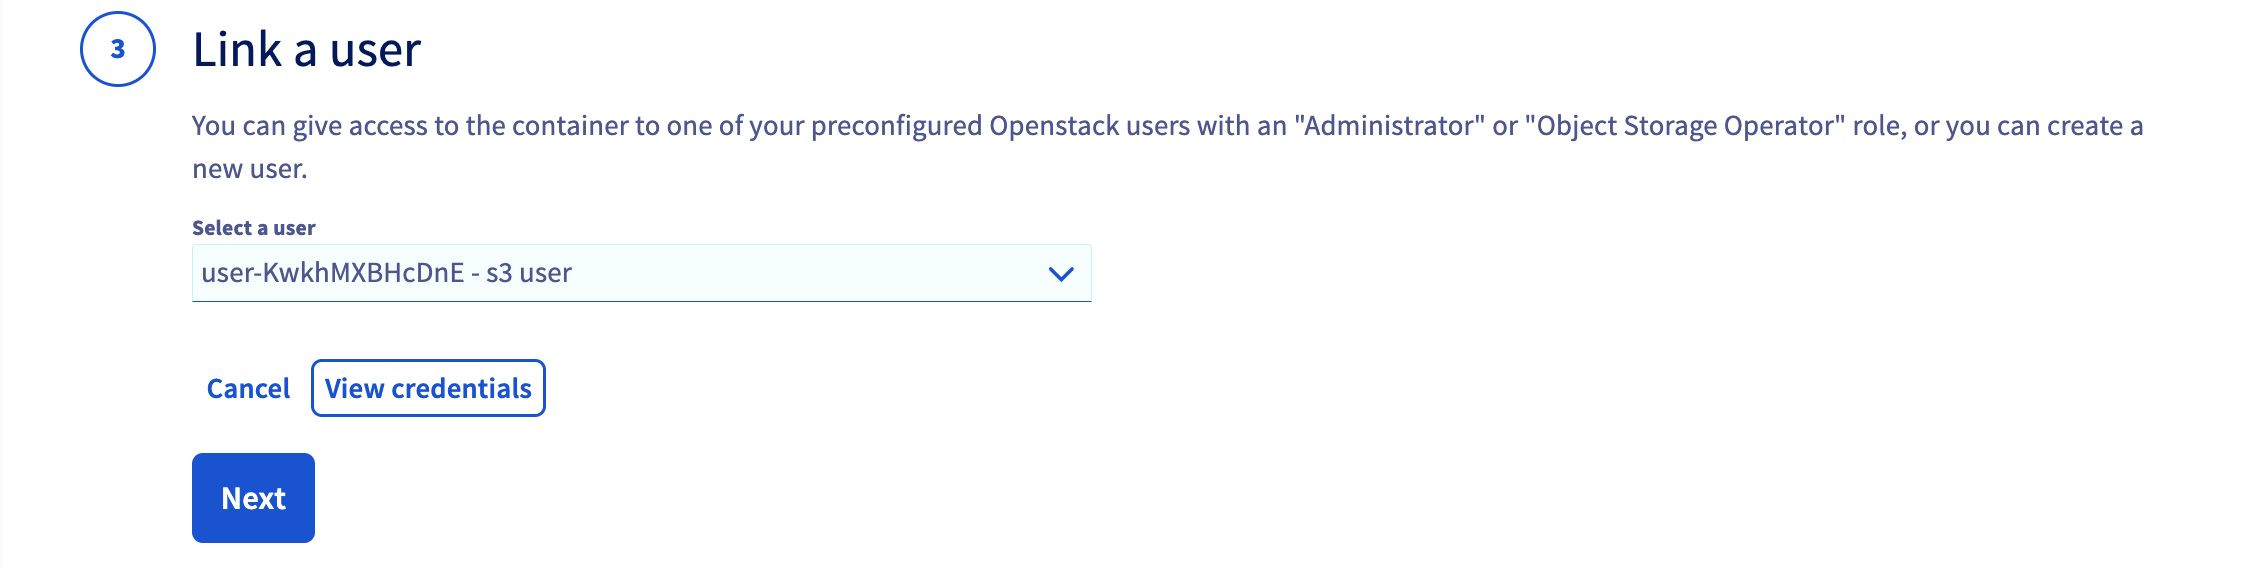 3
Link a user
You can give access to the container to one of your preconfigured Openstack users with an "Administrator" or "Object Storage Operator" role, or you can create a
new user.
Select a user
user-KwkhMXBHcDnE - s3 user
Cancel
View credentials
Next